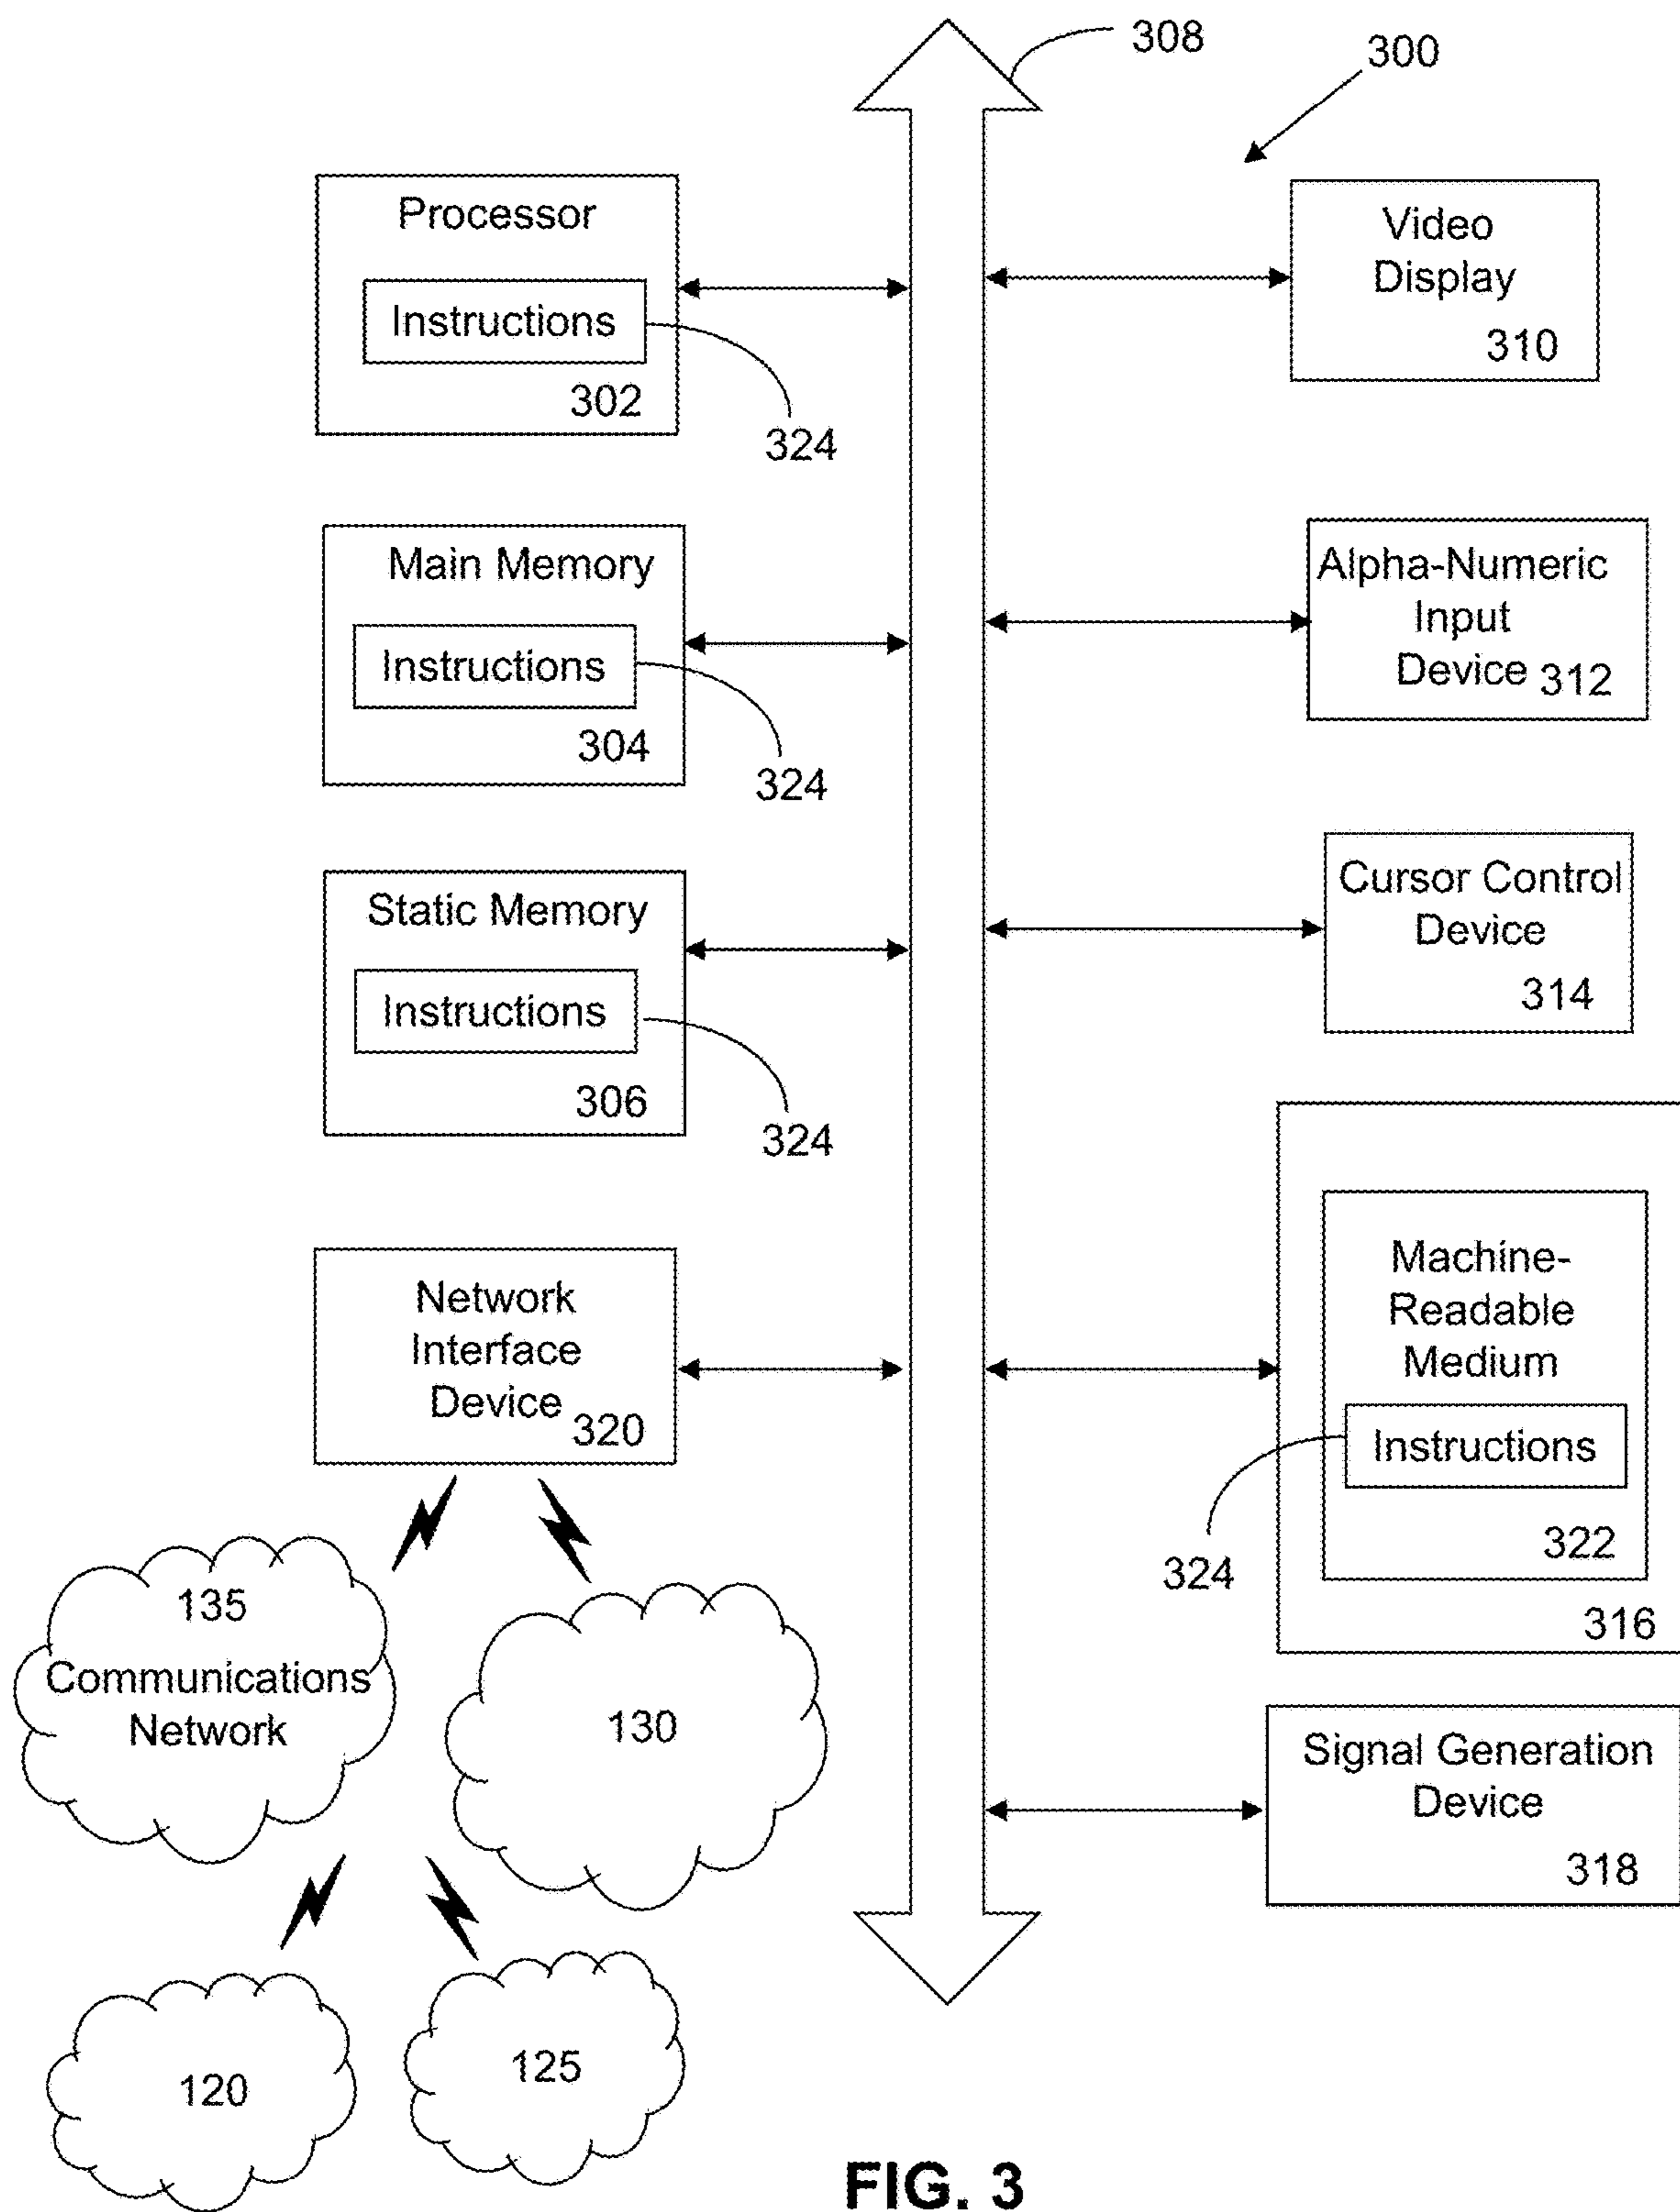 308
300
Processor
Instructions
302
324
Video
Display
310
Main Memory
Instructions
304
324
Alpha-Numeric
Input
Device 312
Static Memory
Instructions
306
324
Cursor Control
Device
314
Network
Interface
Device
320
Machine-
Readable
Medium
Instructions
322
324
316
135
Communications
Network
130
Signal Generation
Device
318
120
125
FIG. 3